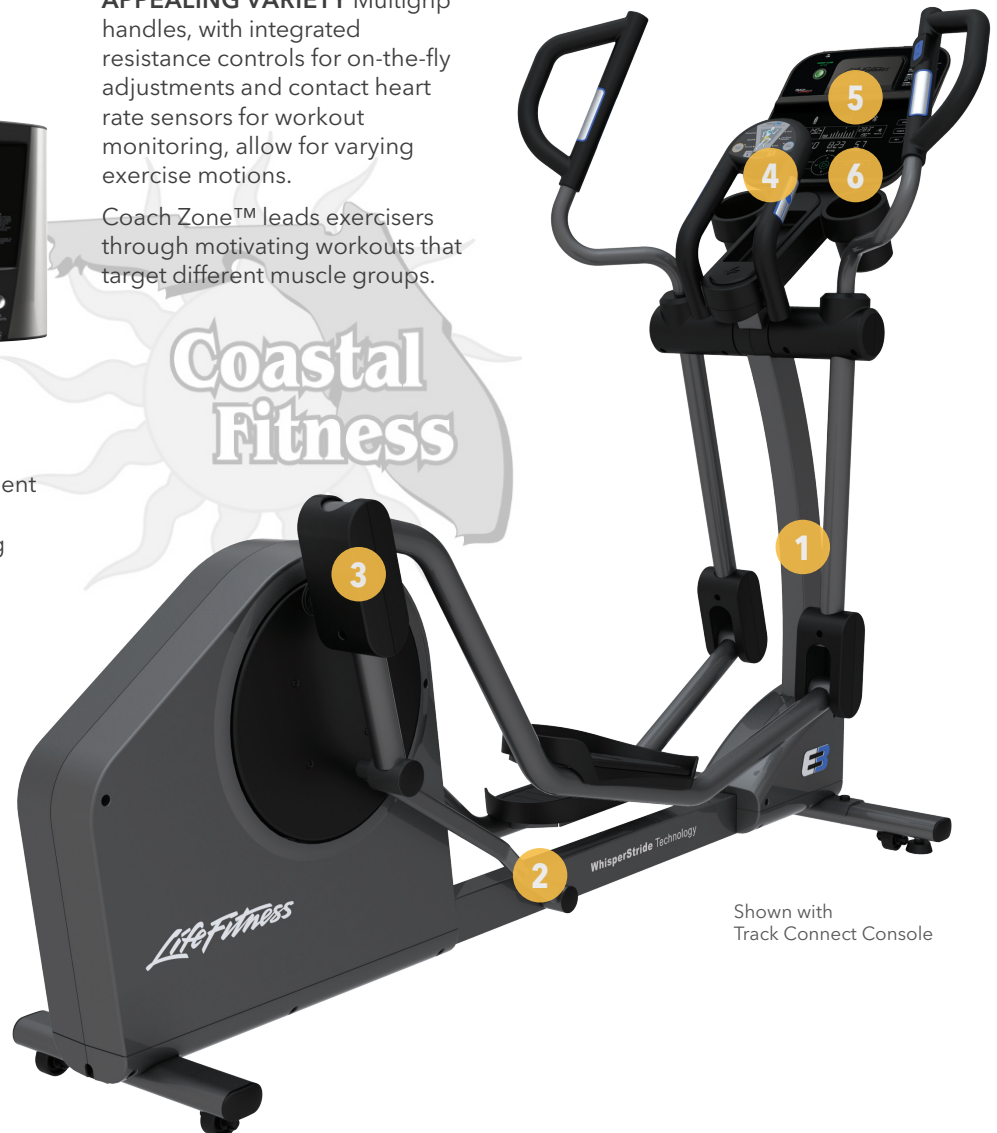 APPEALING VARIETY Multigrip
handles, with integrated
resistance controls for on-the-fly
adjustments and contact heart
rate sensors for workout
monitoring, allow for varying
exercise motions.
Coach Zone™ leads exercisers
through motivating workouts that
target different muscle groups.
Coastal
Fitness
ent
g
5
4
6
1
3
2
E3
WhisperStride Technology
LifeFitness
Shown with
Track Connect Console